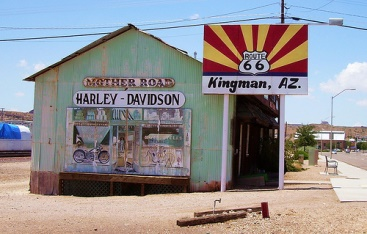 MOTHER ROAD
HARLEY-DAVIDSON
ROUTE
66
Kingman, AZ.